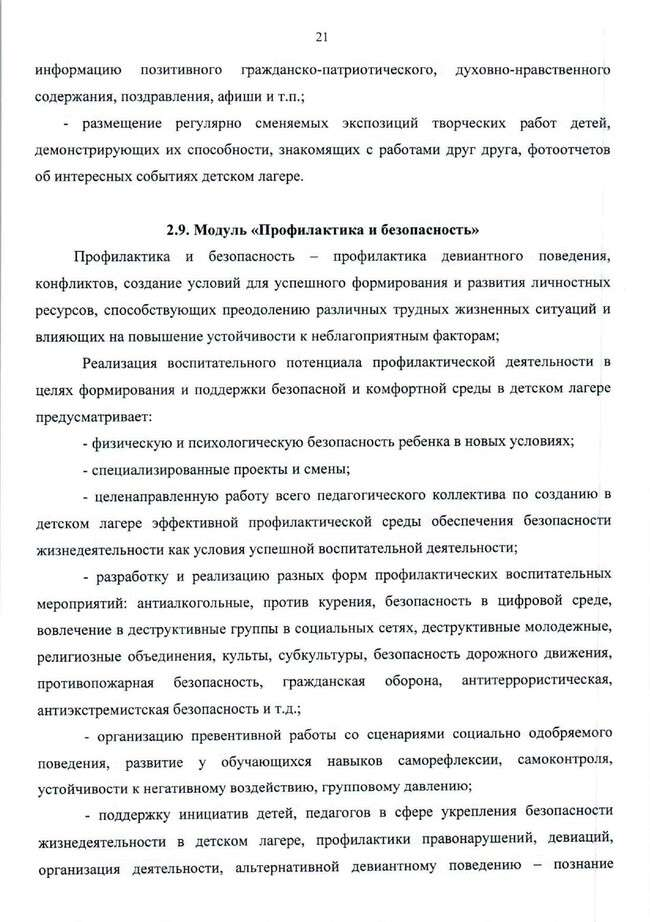 21
информацию позитивного гражданско-патриотического, духовно-нравственного
содержания, поздравления, афиши и т.п.;
- размещение регулярно сменяемых экспозиций творческих работ детей,
демонстрирующих их способности, знакомящих с работами друг друга, фотоотчетов
об интересных событиях детском лагере.
2.9. Модуль «Профилактика и безопасность»
Профилактика и безопасность – профилактика девиантного поведения,
конфликтов, создание условий для успешного формирования и развития личностных
ресурсов, способствующих преодолению различных трудных жизненных ситуаций и
влияющих на повышение устойчивости к неблагоприятным факторам;
Реализация воспитательного потенциала профилактической деятельности в
целях формирования и поддержки безопасной и комфортной среды в детском лагере
предусматривает:
- физическую и психологическую безопасность ребенка в новых условиях;
- специализированные проекты и смены;
- целенаправленную работу всего педагогического коллектива по созданию в
детском лагере эффективной профилактической среды обеспечения безопасности
жизнедеятельности как условия успешной воспитательной деятельности;
- разработку и реализацию разных форм профилактических воспитательных
мероприятий: антиалкогольные, против курения, безопасность в цифровой среде,
вовлечение в деструктивные группы в социальных сетях, деструктивные молодежные,
религиозные объединения, культы, субкультуры, безопасность дорожного движения,
противопожарная безопасность, гражданская оборона, антитеррористическая,
антиэкстремистская безопасность и т.д.;
- организацию превентивной работы со сценариями социально одобряемого
поведения, развитие у обучающихся навыков саморефлексии, самоконтроля,
устойчивости к негативному воздействию, групповому давлению;
- поддержку инициатив детей, педагогов в сфере укрепления безопасности
жизнедеятельности в детском лагере, профилактики правонарушений, девиаций,
организация деятельности, альтернативной девиантному поведению – познание